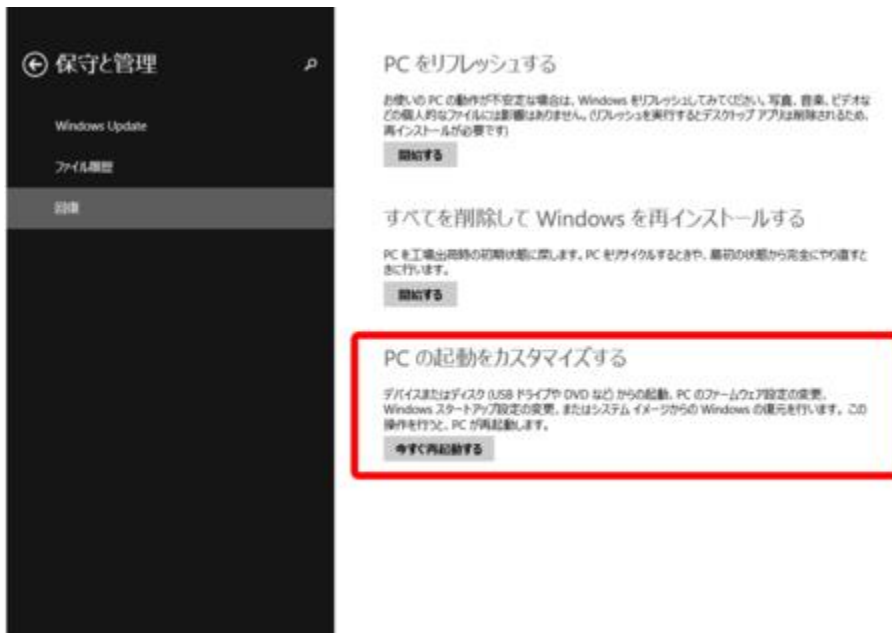 保守と管理
Windows Update
ファイル履歴
回復
PC をリフレッシュする
お使いの PC の動作が不安定な場合は、Windows をリフレッシュしてみてください。写真、音楽、ビデオな
どの個人的なファイルには影響はありません。(リフレッシュを実行するとデスクトップ アプリは削除されるため、
再インストールが必要です)
開始する
すべてを削除して Windows を再インストールする
PC を工場出荷時の初期状態に戻します。PC をリサイクルするときや、最初の状態から完全にやり直すと
きに行います。
開始する
PC の起動をカスタマイズする
デバイスまたはディスク (USB ドライブや DVD など) からの起動、PC のファームウェア設定の変更、
Windows スタートアップ設定の変更、またはシステム イメージからの Windows の復元を行います。この
操作を行うと、PC が再起動します。
今すぐ再起動する